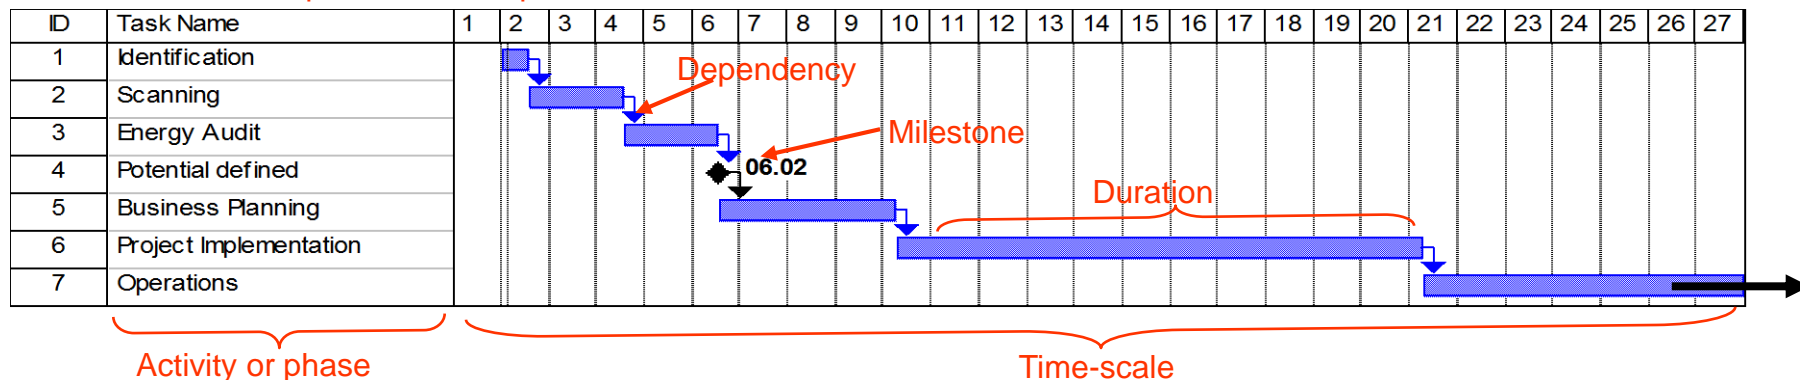 ID Task Name 1 2 3 4 5 6 7 8 9 10 11 12 13 14 15 16 17 18 19 20 21 22 23 24 25 26 27
1 Identification
Dependency
2 Scanning
3 Energy Audit
Milestone
4 Potential defined
06.02
Duration
5 Business Planning
6 Project Implementation
7 Operations
Activity or phase
Time-scale